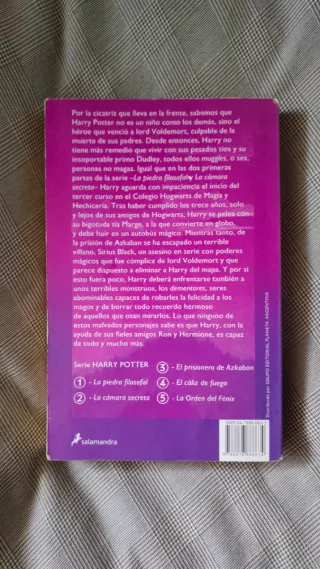 Por la cicatriz que lleva en la frente, sabemos que
Harry Potter no es un niño como los demás, sino el
héroe que venció a lord Voldemort, culpable de la
muerte de sus padres. Desde entonces, Harry no
tiene más remedio que vivir con sus pesados tíos y su
insoportable primo Dudley, todos ellos muggles, o sea,
personas no magas. Igual que en las dos primeras
partes de la serie –La piedra filosofal y La cámara
secreta– Harry aguarda con impaciencia el inicio del
tercer curso en el Colegio Hogwarts de Magia y
Hechicería. Tras haber cumplido los trece años, solo
y lejos de sus amigos de Hogwarts, Harry se pelea con
su bigotuda tía Marge, a la que convierte en globo,
y debe huir en un autobús mágico. Mientras tanto, de
la prisión de Azkaban se ha escapado un terrible
villano, Sirius Black, un asesino en serie con poderes
mágicos que fue cómplice de lord Voldemort y que
parece dispuesto a eliminar a Harry del mapa. Y por si
esto fuera poco, Harry deberá enfrentarse también a
unos terribles monstruos, los dementores, seres
abominables capaces de robarles la felicidad a los
magos y de borrar todo recuerdo hermoso
de aquellos que osan mirarlos. Lo que ninguno de
estos malvados personajes sabe es que Harry, con la
ayuda de sus fieles amigos Ron y Hermione, es capaz
de todo y mucho más.
Serie HARRY POTTER
1 - La piedra filosofal
2 - La cámara secreta
3 - El prisionero de Azkaban
4 - El cáliz de fuego
5 - La Orden del Fénix
salamandra
Distribuido por GRUPO EDITORIAL PLANETA ARGENTINA